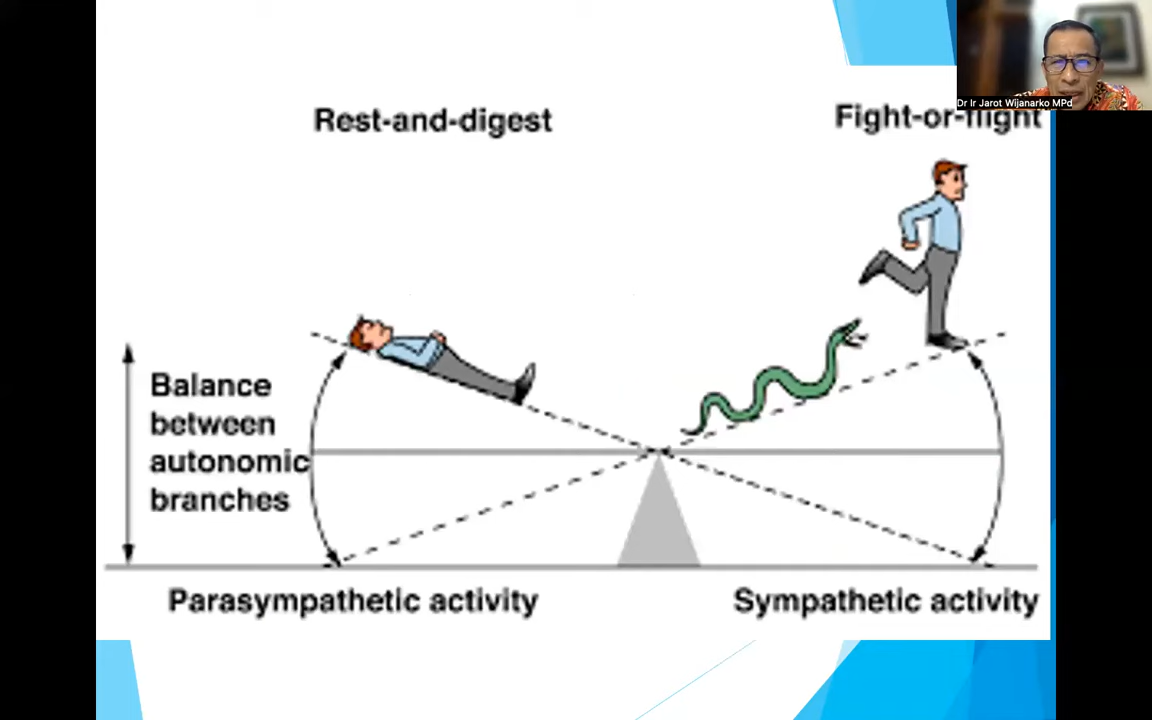 Dr Ir Jarot Wijanarko MPd
Rest-and-digest
Fight-or-flight
Balance
between
autonomic
branches
Parasympathetic activity
Sympathetic activity